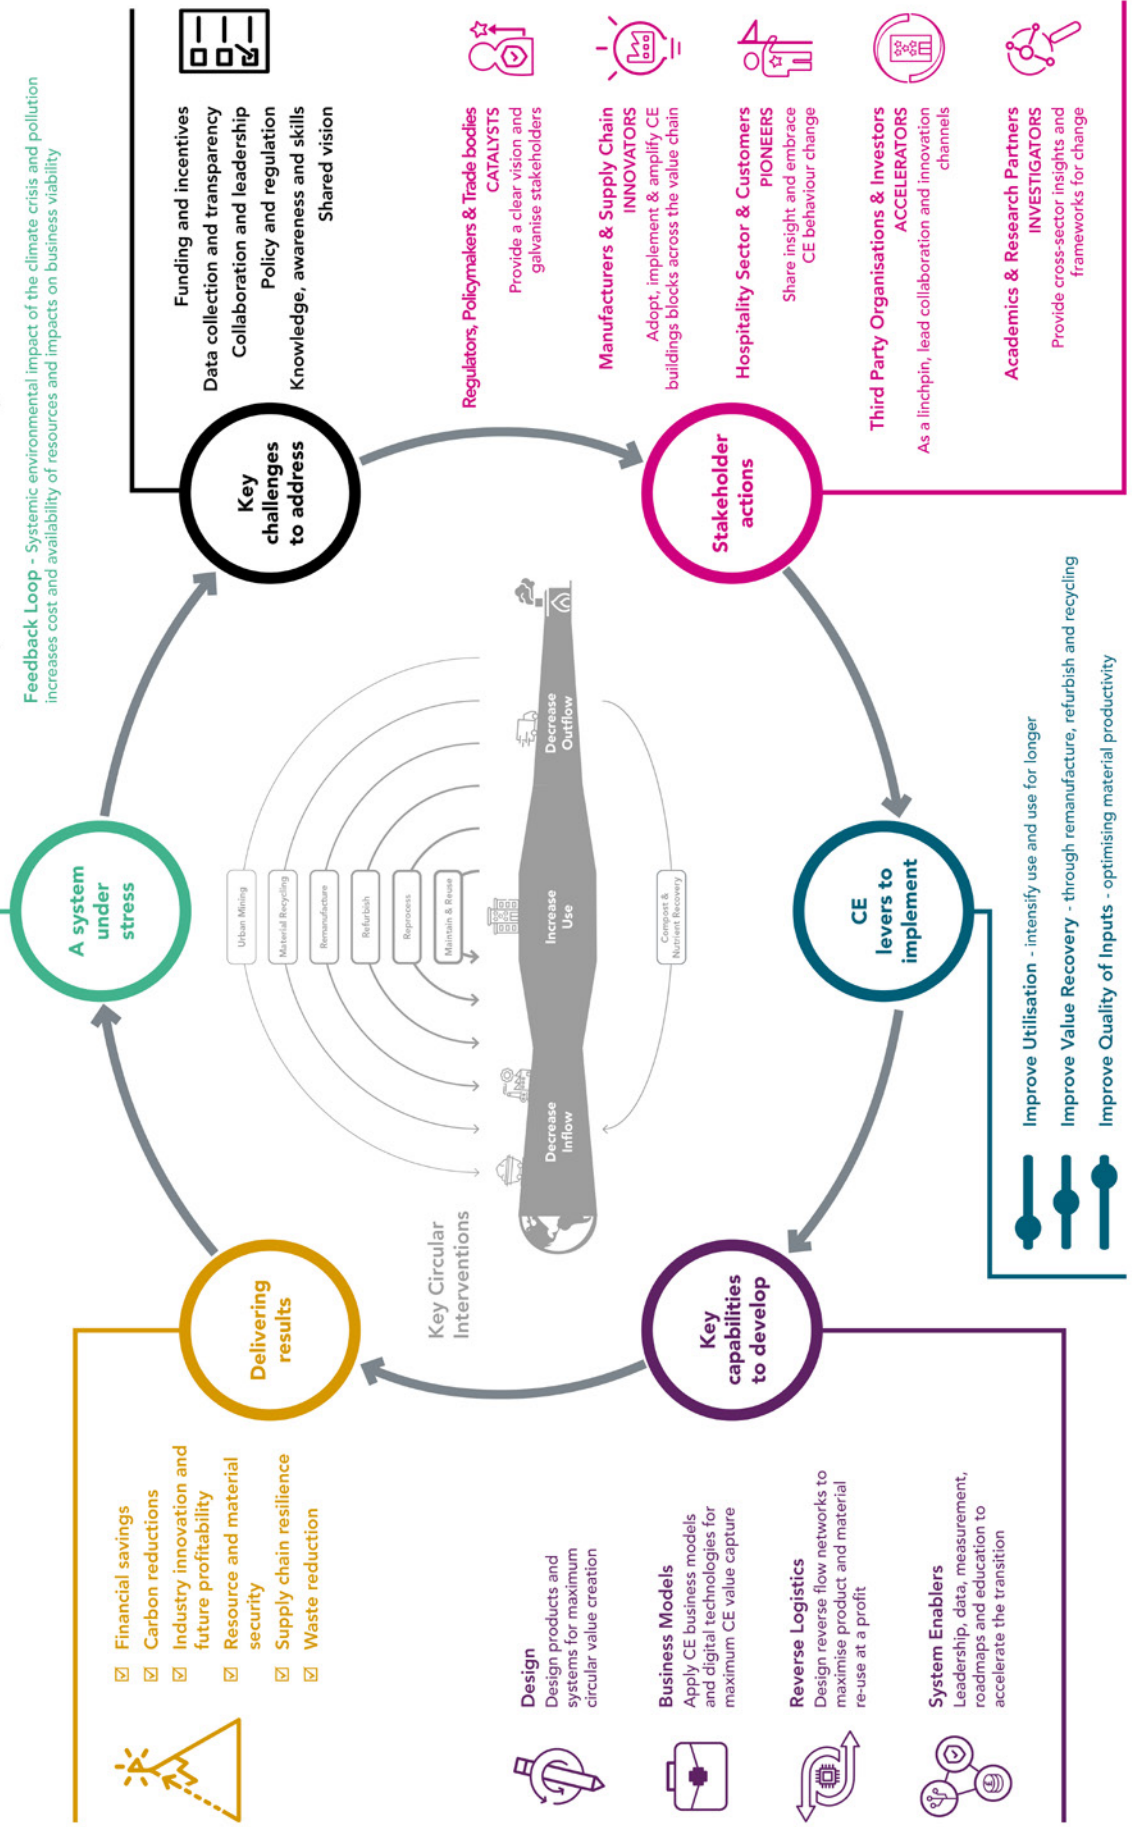 Feedback Loop - Systemic environmental impact of the climate crisis and pollution
increases cost and availability of resources and impacts on business viability
A system
under
stress
Key
challenges
to address
Funding and incentives
Data collection and transparency
Collaboration and leadership
Policy and regulation
Knowledge, awareness and skills
Shared vision
Stakeholder
actions
Regulators, Policymakers & Trade bodies
CATALYSTS
Provide a clear vision and
galvanise stakeholders
Manufacturers & Supply Chain
INNOVATORS
Adopt, implement & amplify CE
buildings blocks across the value chain
Hospitality Sector & Customers
PIONEERS
Share insight and embrace
CE behaviour change
Third Party Organisations & Investors
ACCELERATORS
As a linchpin, lead collaboration and innovation
channels
Academics & Research Partners
INVESTIGATORS
Provide cross-sector insights and
frameworks for change
CE
levers to
implement
Improve Utilisation - intensify use and use for longer
Improve Value Recovery - through remanufacture, refurbish and recycling
Improve Quality of Inputs - optimising material productivity
Key
capabilities
to develop
Design
Design products and
systems for maximum
circular value creation
Business Models
Apply CE business models
and digital technologies for
maximum CE value capture
Reverse Logistics
Design reverse flow networks to
maximise product and material
re-use at a profit
System Enablers
Leadership, data, measurement,
roadmaps and education to
accelerate the transition
Delivering
results
Financial savings
Carbon reductions
Industry innovation and
future profitability
Resource and material
security
Supply chain resilience
Waste reduction
Key Circular
Interventions
Urban Mining
Material Recycling
Remanufacture
Refurbish
Reprocess
Maintain & Reuse
Decrease
Inflow
Increase
Use
Decrease
Outflow
Compost &
Nutrient Recovery